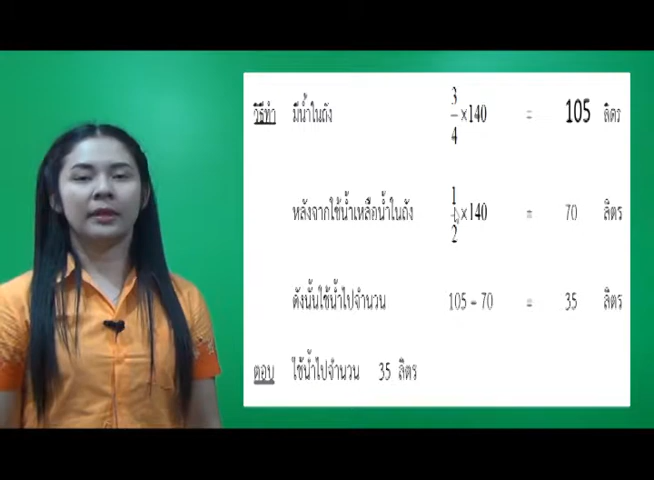 วิธีทำ มีน้ำในถัง 3/4 ×140 = 105 ลิตร
หลังจากใช้น้ำเหลือน้ำในถัง 1/2 ×140 = 70 ลิตร
ดังนั้นใช้น้ำไปจำนวน 105 – 70 = 35 ลิตร
ตอบ ใช้น้ำไปจำนวน 35 ลิตร